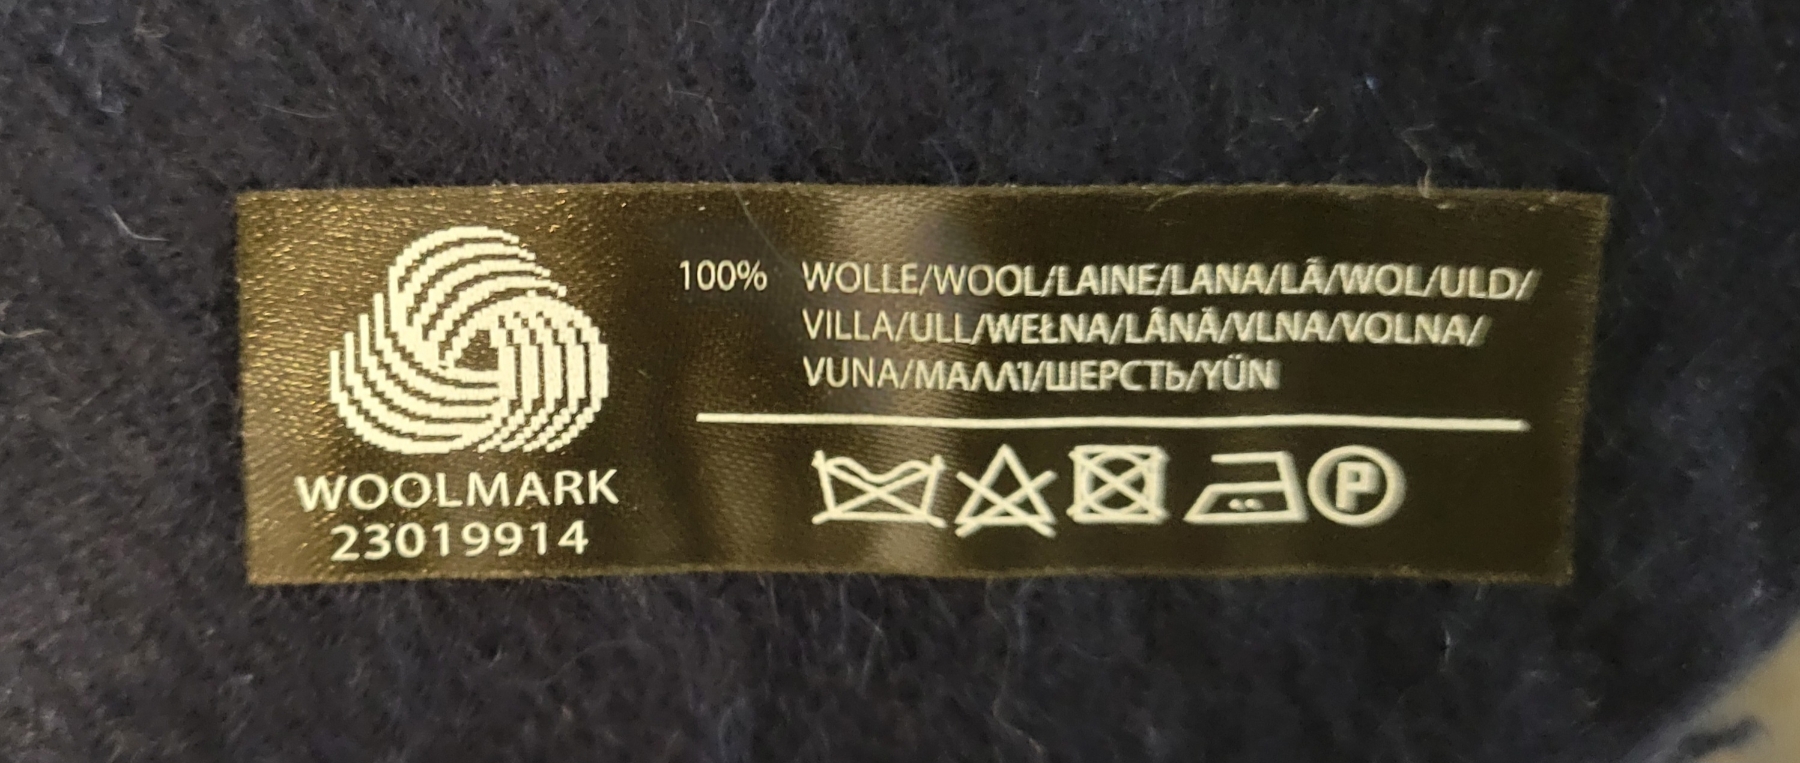 WOOLMARK
23019914
100% WOLLE/WOOL/LAINE/LANA/LÃ/WOL/ULD/
VILLA/ULL/WEŁNA/LÂNĂ/VLNA/VOLNA/
VUNA/ΜΑΛΛΊ/ШЕРСТЬ/YÜN
P